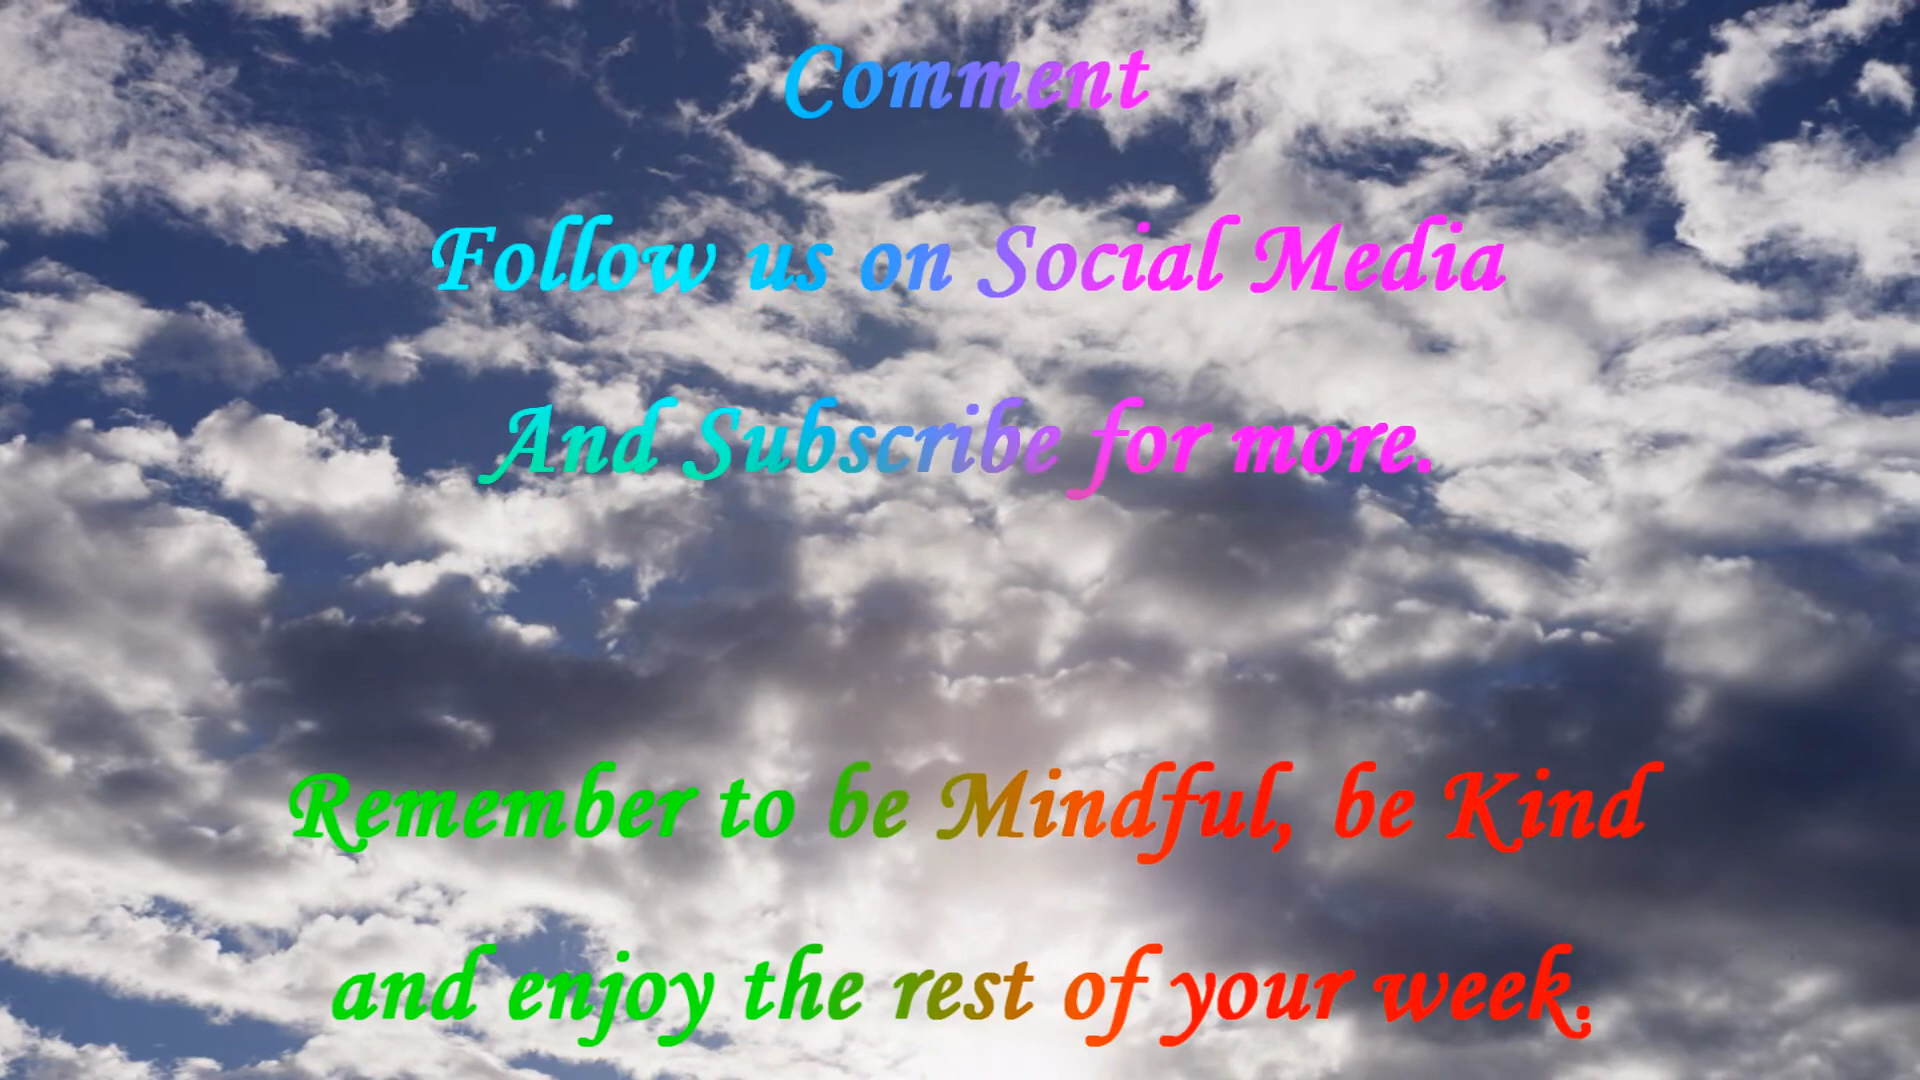 Comment
Follow us on Social Media
And Subscribe for more.
Remember to be Mindful, be Kind
and enjoy the rest of your week.